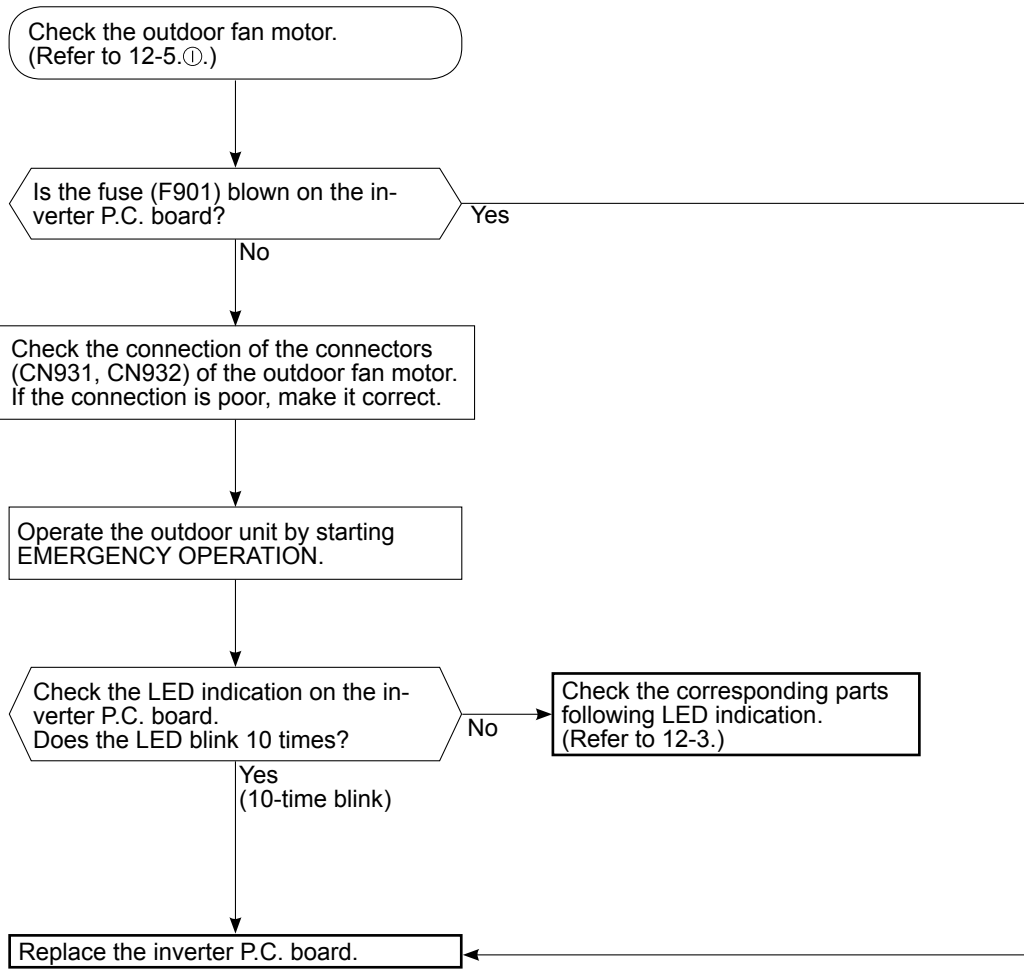 Check the outdoor fan motor.
(Refer to 12-5.Ⓘ.)
Is the fuse (F901) blown on the in-
verter P.C. board?
Yes
No
Check the connection of the connectors
(CN931, CN932) of the outdoor fan motor.
If the connection is poor, make it correct.
Operate the outdoor unit by starting
EMERGENCY OPERATION.
Check the LED indication on the in-
verter P.C. board.
Does the LED blink 10 times?
No
Check the corresponding parts
following LED indication.
(Refer to 12-3.)
Yes
(10-time blink)
Replace the inverter P.C. board.